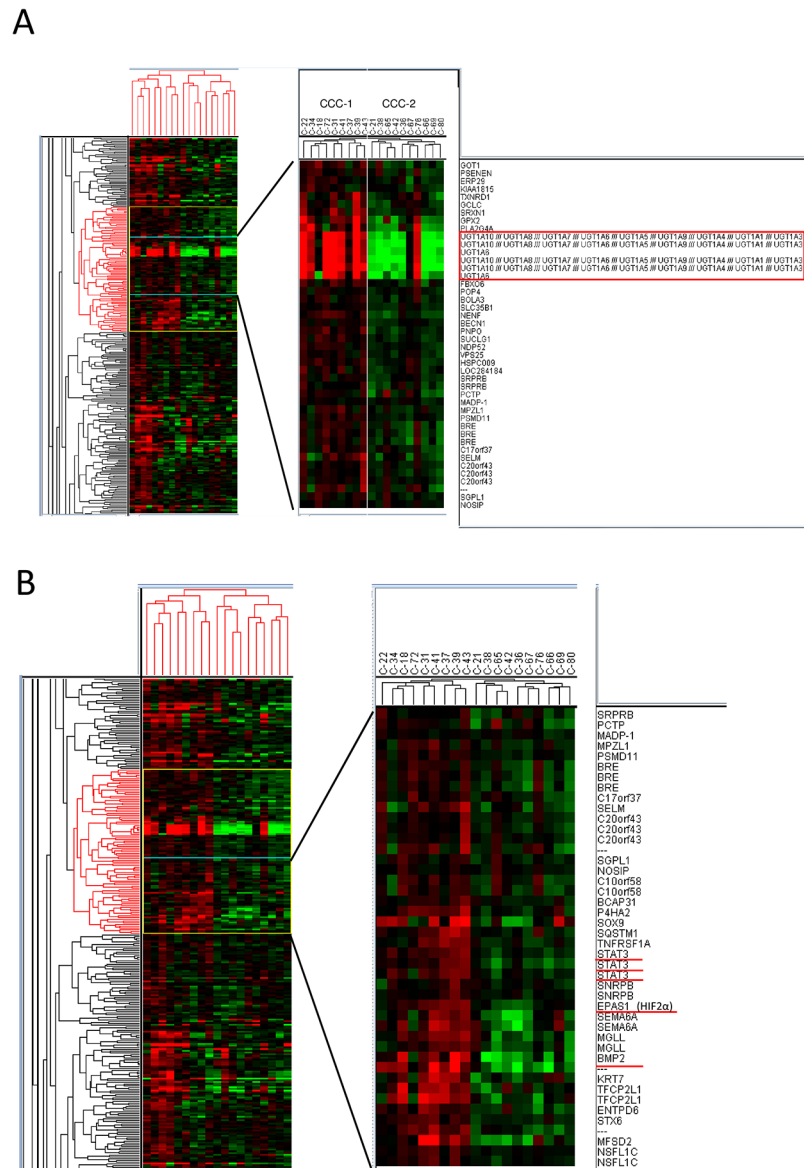 A
CCC-1 CCC-2
C-22 C-34 C-18 C-72 C-31 C-41 C-37 C-39 C-43 C-21 C-38 C-65 C-42 C-36 C-67 C-76 C-66 C-69 C-80
GOT1
PSENEN
ERP29
KIAA1815
TXNRD1
GCLC
SRXN1
GPX2
PLA2G4A
UGT1A10 /// UGT1A8 /// UGT1A7 /// UGT1A6 /// UGT1A5 /// UGT1A9 /// UGT1A4 /// UGT1A1 /// UGT1A3
UGT1A10 /// UGT1A8 /// UGT1A7 /// UGT1A6 /// UGT1A5 /// UGT1A9 /// UGT1A4 /// UGT1A1 /// UGT1A3
UGT1A6
UGT1A10 /// UGT1A8 /// UGT1A7 /// UGT1A6 /// UGT1A5 /// UGT1A9 /// UGT1A4 /// UGT1A1 /// UGT1A3
UGT1A10 /// UGT1A8 /// UGT1A7 /// UGT1A6 /// UGT1A5 /// UGT1A9 /// UGT1A4 /// UGT1A1 /// UGT1A3
UGT1A6
FBXO6
POP4
BOLA3
SLC35B1
NENF
BECN1
PNPO
SUCLG1
NDP52
VPS25
HSPC009
LOC284184
SRPRB
SRPRB
PCTP
MADP-1
MPZL1
PSMD11
BRE
BRE
BRE
C17orf37
SELM
C20orf43
C20orf43
C20orf43
---
SGPL1
NOSIP
B
C-22 C-34 C-18 C-72 C-31 C-41 C-37 C-39 C-43 C-21 C-38 C-65 C-42 C-36 C-67 C-76 C-66 C-69 C-80
SRPRB
PCTP
MADP-1
MPZL1
PSMD11
BRE
BRE
BRE
C17orf37
SELM
C20orf43
C20orf43
C20orf43
---
SGPL1
NOSIP
C10orf58
C10orf58
BCAP31
P4HA2
SOX9
SQSTM1
TNFRSF1A
STAT3
STAT3
STAT3
SNRPB
SNRPB
EPAS1 (HIF2α)
SEMA6A
SEMA6A
MGLL
MGLL
BMP2
---
KRT7
TFCP2L1
TFCP2L1
ENTPD6
STX6
---
MFSD2
NSFL1C
NSFL1C